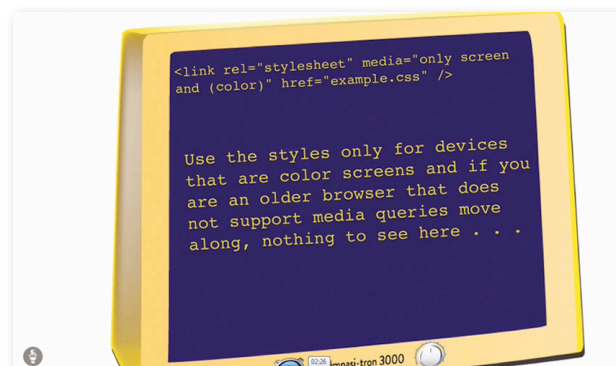 <link rel="stylesheet" media="only screen
and (color)" href="example.css" />
Use the styles only for devices
that are color screens and if you
are an older browser that does
not support media queries move
along, nothing to see here . . .
02:26
mpasi-tron 3000